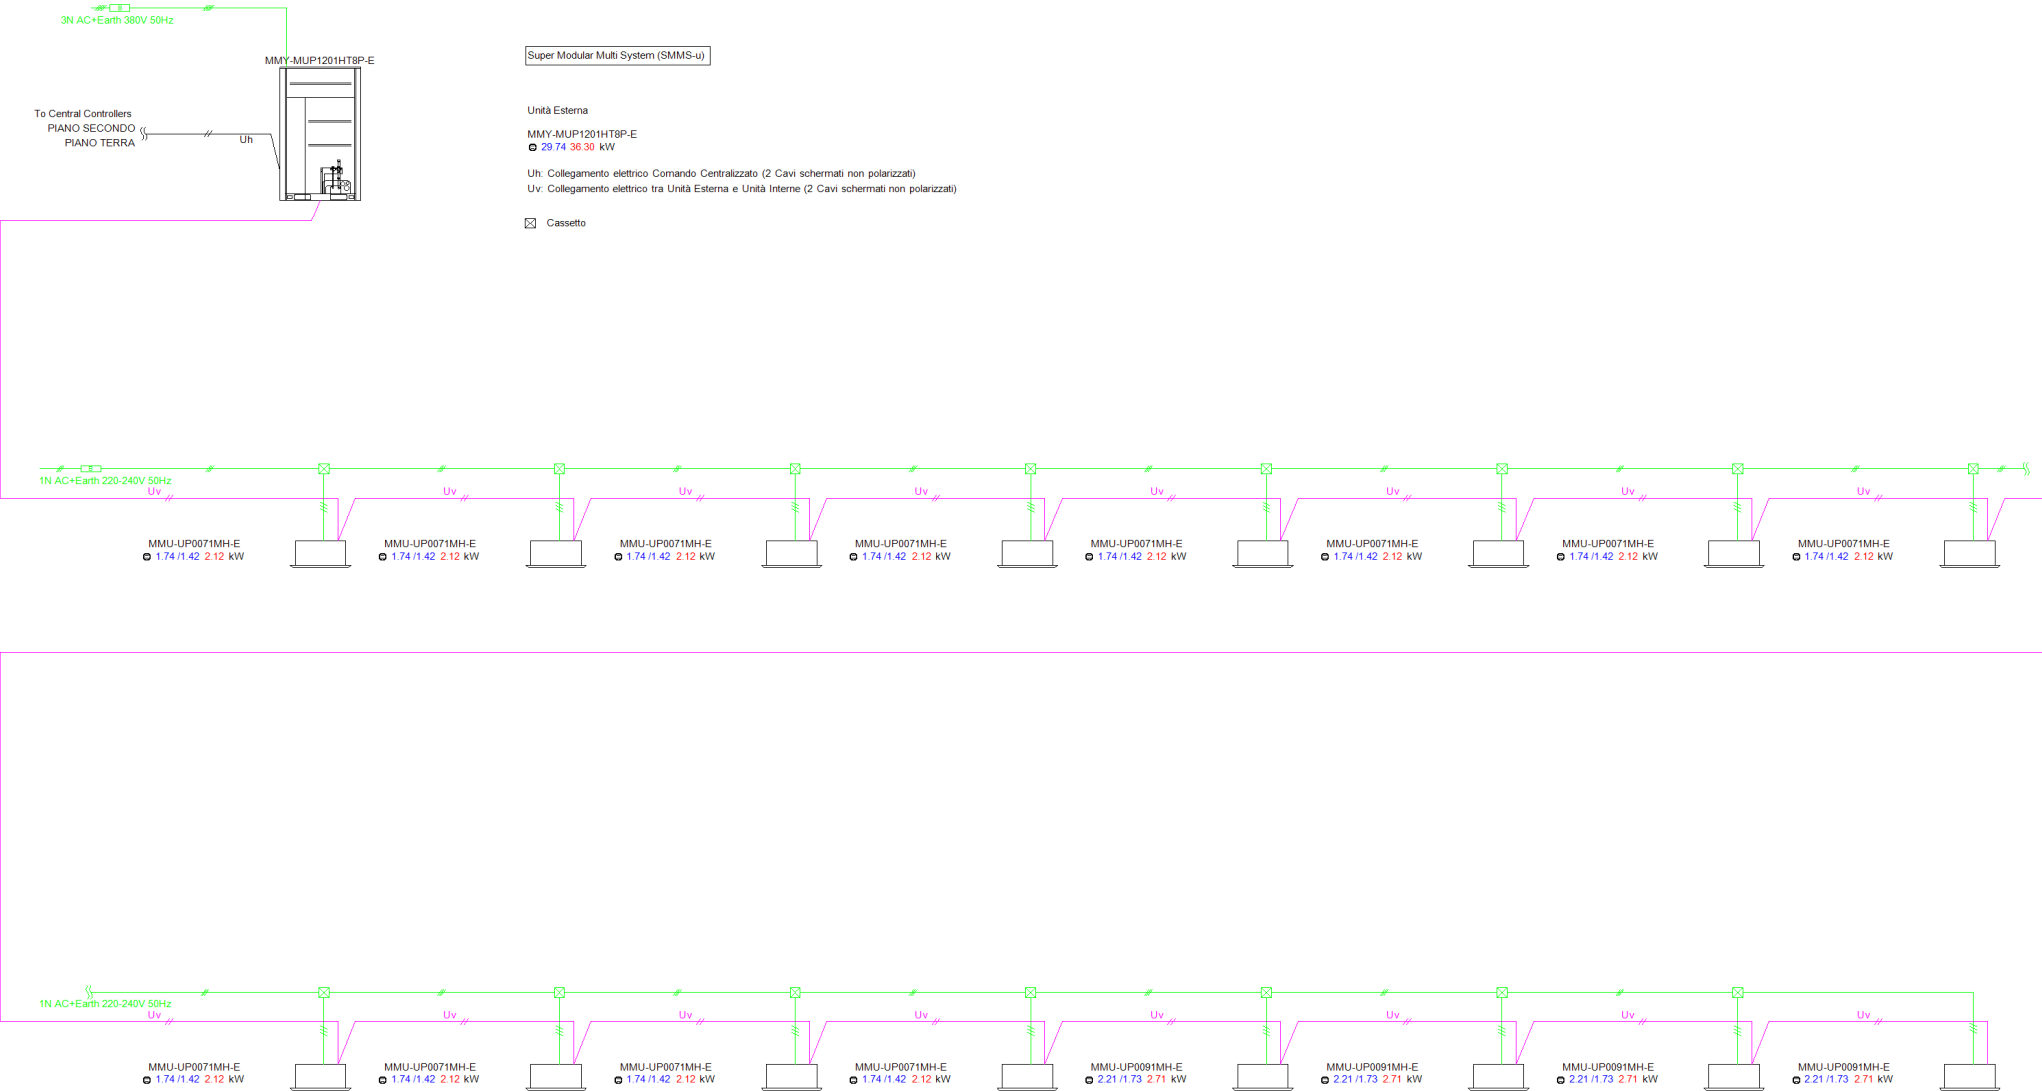 3N AC+Earth 380V 50Hz
MMY-MUP1201HT8P-E
To Central Controllers
PIANO SECONDO
PIANO TERRA
Uh
Super Modular Multi System (SMMS-u)
Unità Esterna
MMY-MUP1201HT8P-E
29.74 36.30 kW
Uh: Collegamento elettrico Comando Centralizzato (2 Cavi schermati non polarizzati)
Uv: Collegamento elettrico tra Unità Esterna e Unità Interne (2 Cavi schermati non polarizzati)
Cassetto
1N AC+Earth 220-240V 50Hz
Uv Uv Uv Uv Uv Uv Uv Uv
MMU-UP0071MH-E MMU-UP0071MH-E MMU-UP0071MH-E MMU-UP0071MH-E MMU-UP0071MH-E MMU-UP0071MH-E MMU-UP0071MH-E MMU-UP0071MH-E
1.74 /1.42 2.12 kW 1.74 /1.42 2.12 kW 1.74 /1.42 2.12 kW 1.74 /1.42 2.12 kW 1.74 /1.42 2.12 kW 1.74 /1.42 2.12 kW 1.74 /1.42 2.12 kW 1.74 /1.42 2.12 kW
1N AC+Earth 220-240V 50Hz
Uv Uv Uv Uv Uv Uv Uv Uv
MMU-UP0071MH-E MMU-UP0071MH-E MMU-UP0071MH-E MMU-UP0071MH-E MMU-UP0091MH-E MMU-UP0091MH-E MMU-UP0091MH-E MMU-UP0091MH-E
1.74 /1.42 2.12 kW 1.74 /1.42 2.12 kW 1.74 /1.42 2.12 kW 1.74 /1.42 2.12 kW 2.21 /1.73 2.71 kW 2.21 /1.73 2.71 kW 2.21 /1.73 2.71 kW 2.21 /1.73 2.71 kW